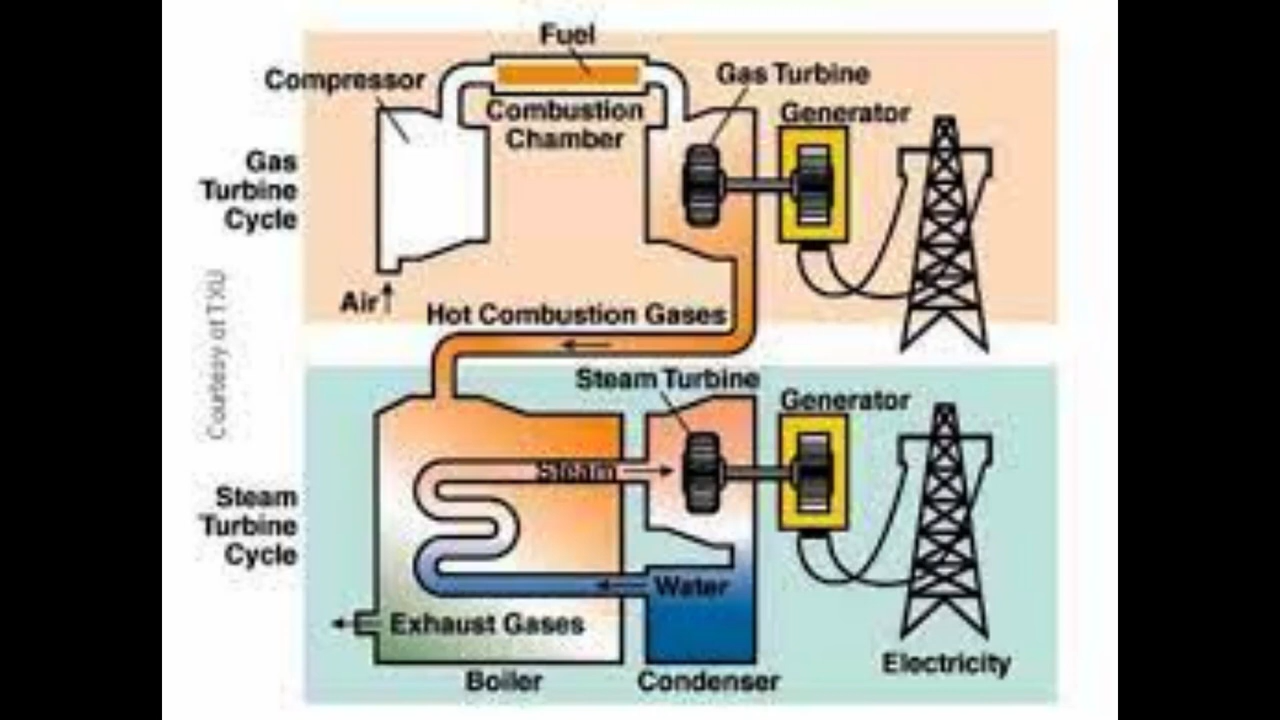 Fuel
Compressor
Gas Turbine
Combustion
Chamber
Generator
Gas
Turbine
Cycle
Air
Hot Combustion Gases
Courtesy of TXU
Steam Turbine
Generator
Steam
Steam
Turbine
Cycle
Water
Exhaust Gases
Electricity
Boiler
Condenser